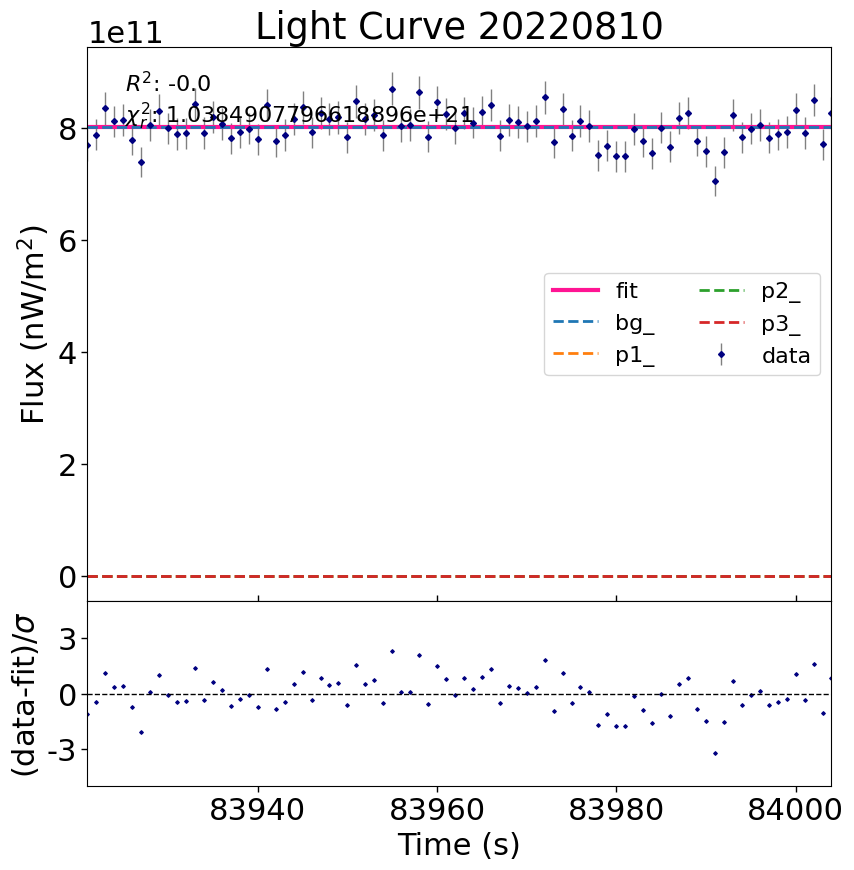 Light Curve 20220810
1e11
R²: -0.0
χ²ᵣ: 1.0384907796618896e+21
8
6
4
2
0
Flux (nW/m²)
fit
bg_
p1_
p2_
p3_
data
3
0
-3
(data-fit)/σ
83940
83960
83980
84000
Time (s)